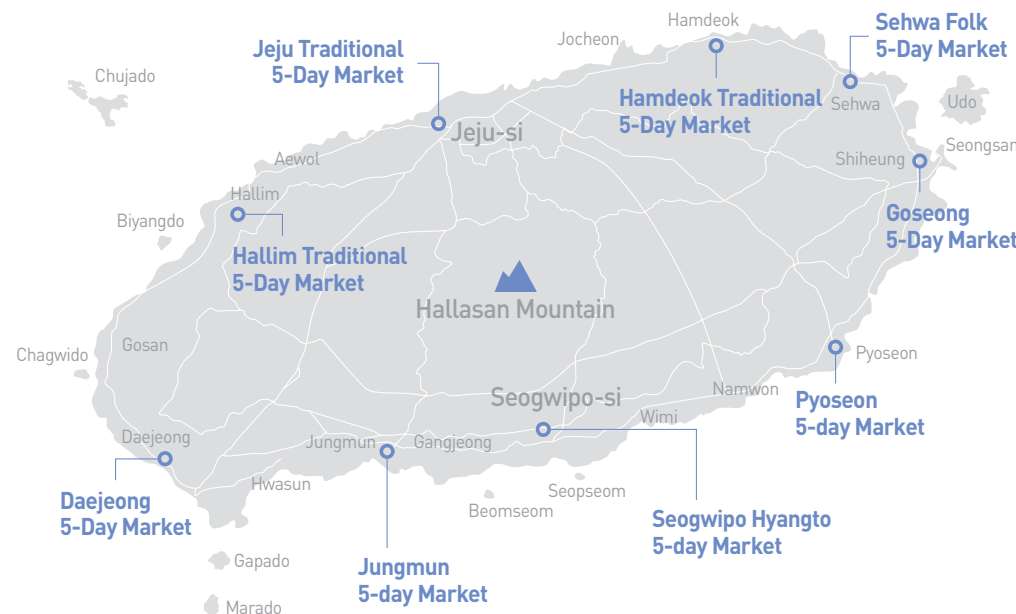 Hamdeok
Sehwa Folk
5-Day Market
Jocheon
Jeju Traditional
5-Day Market
Chujado
Hamdeok Traditional
5-Day Market
Sehwa
Udo
Jeju-si
Seongsan
Shiheung
Aewol
Hallim
Biyangdo
Goseong
5-Day Market
Hallim Traditional
5-Day Market
Hallasan Mountain
Gosan
Chagwido
Pyoseon
Seogwipo-si
Namwon
Pyoseon
5-day Market
Wimi
Daejeong
Jungmun
Gangjeong
Hwasun
Seopseom
Beomseom
Daejeong
5-Day Market
Seogwipo Hyangto
5-day Market
Gapado
Jungmun
5-day Market
Marado